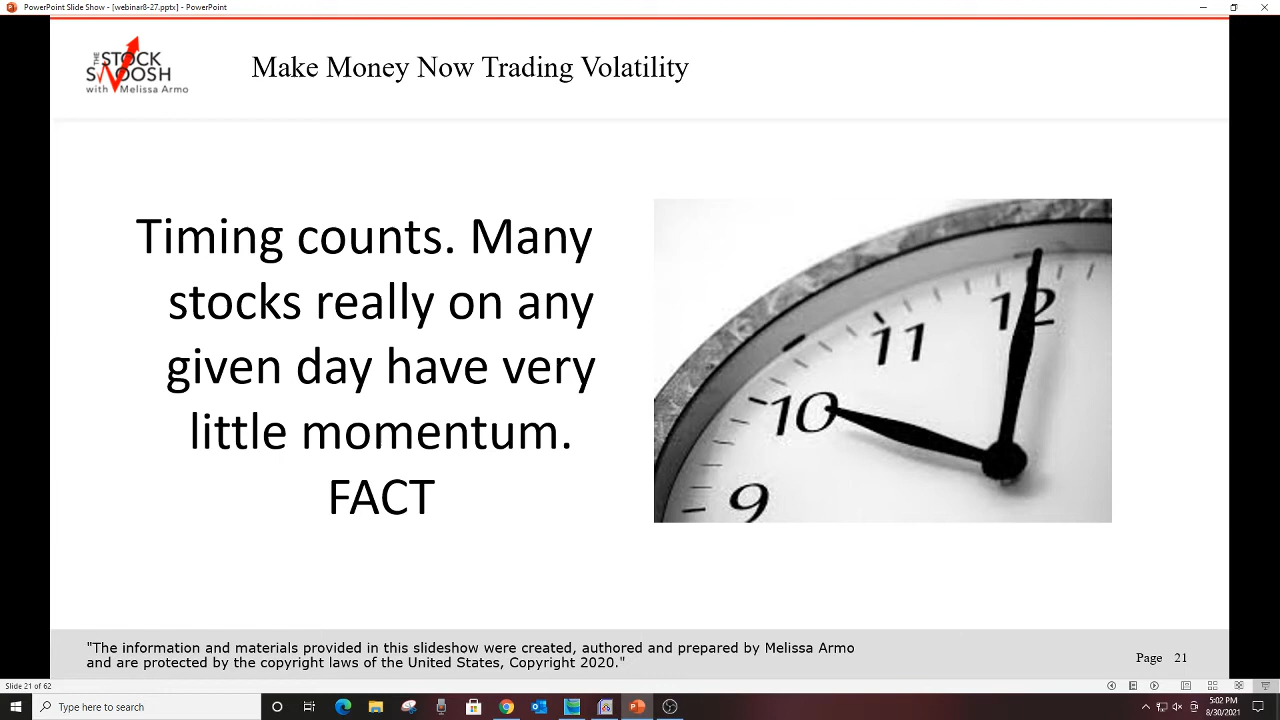 PowerPoint Slide Show - [webinar8-27.pptx] - PowerPoint
THE
STOCK
SWOOSH
with Melissa Armo
Make Money Now Trading Volatility
Timing counts. Many
stocks really on any
given day have very
little momentum.
FACT
12
11
10
9
"The information and materials provided in this slideshow were created, authored and prepared by Melissa Armo
and are protected by the copyright laws of the United States, Copyright 2020."
Page 21
Slide 21 of 62
Type here to search
5:02 PM
8/30/2021